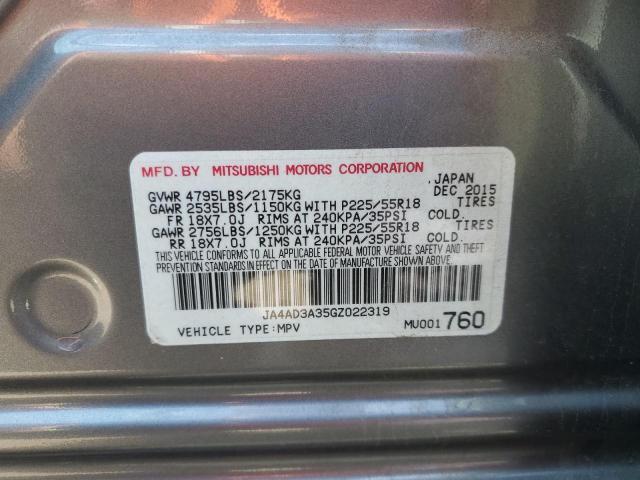 MFD. BY MITSUBISHI MOTORS CORPORATION
JAPAN
GVWR 4795LBS/2175KG DEC 2015
GAWR 2535LBS/1150KG WITH P225/55R18 TIRES
FR 18X7.0J RIMS AT 240KPA/35PSI COLD.
GAWR 2756LBS/1250KG WITH P225/55R18 TIRES
RR 18X7.0J RIMS AT 240KPA/35PSI COLD.
THIS VEHICLE CONFORMS TO ALL APPLICABLE FEDERAL MOTOR VEHICLE SAFETY AND THEFT
PREVENTION STANDARDS IN EFFECT ON THE DATE OF MANUFACTURE SHOWN ABOVE.
JA4AD3A35GZ022319
VEHICLE TYPE:MPV MU001760